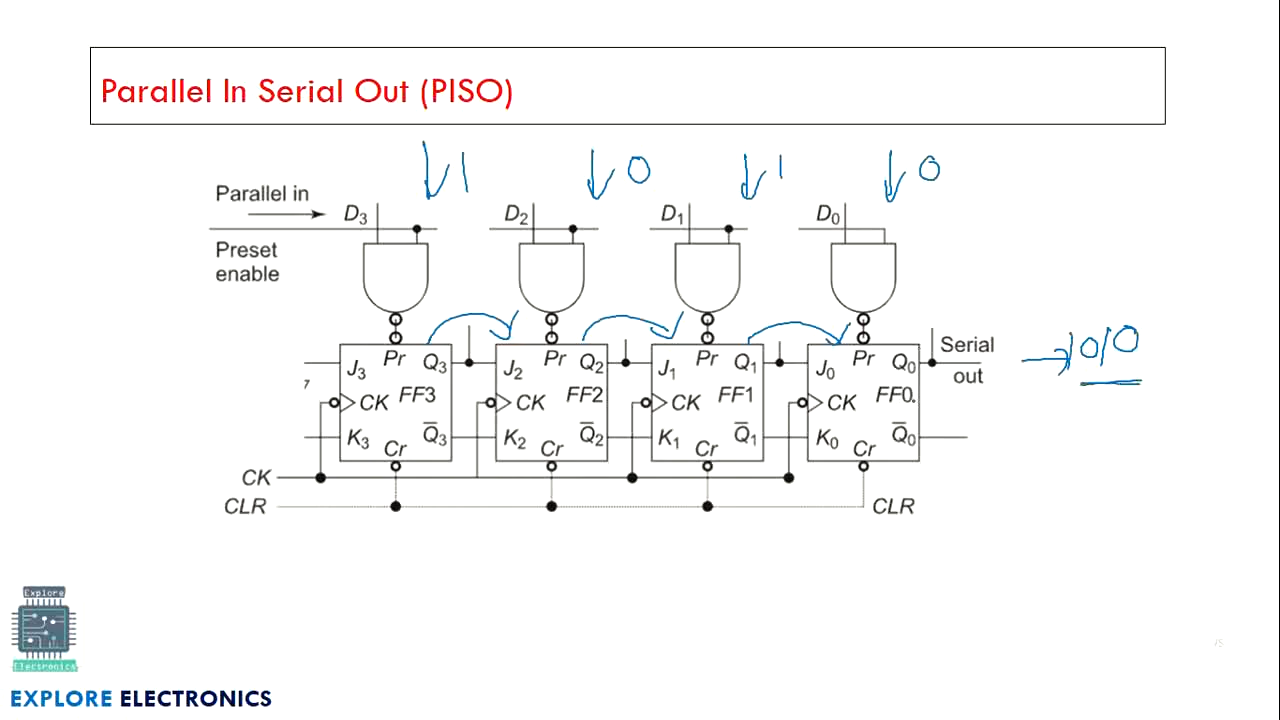 Parallel In Serial Out (PISO)
1 0 1 0
Parallel in
D3 D2 D1 D0
Preset
enable
Pr Q3 Pr Q2 Pr Q1 Pr Q0 Serial
out
1010
J3 J2 J1 J0
CK FF3 CK FF2 CK FF1 CK FF0.
K3 Q̅3 K2 Q̅2 K1 Q̅1 K0 Q̅0
Cr Cr Cr Cr
CK
CLR CLR
Explore
Electronics
EXPLORE ELECTRONICS